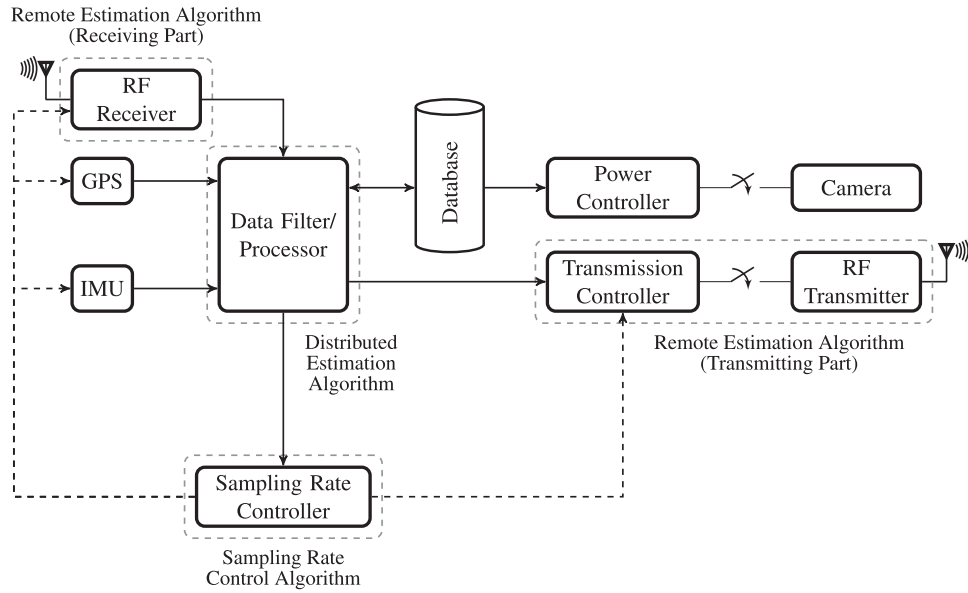 Remote Estimation Algorithm
(Receiving Part)
RF
Receiver
GPS
IMU
Data Filter/
Processor
Database
Power
Controller
Camera
Transmission
Controller
RF
Transmitter
Distributed
Estimation
Algorithm
Remote Estimation Algorithm
(Transmitting Part)
Sampling Rate
Controller
Sampling Rate
Control Algorithm